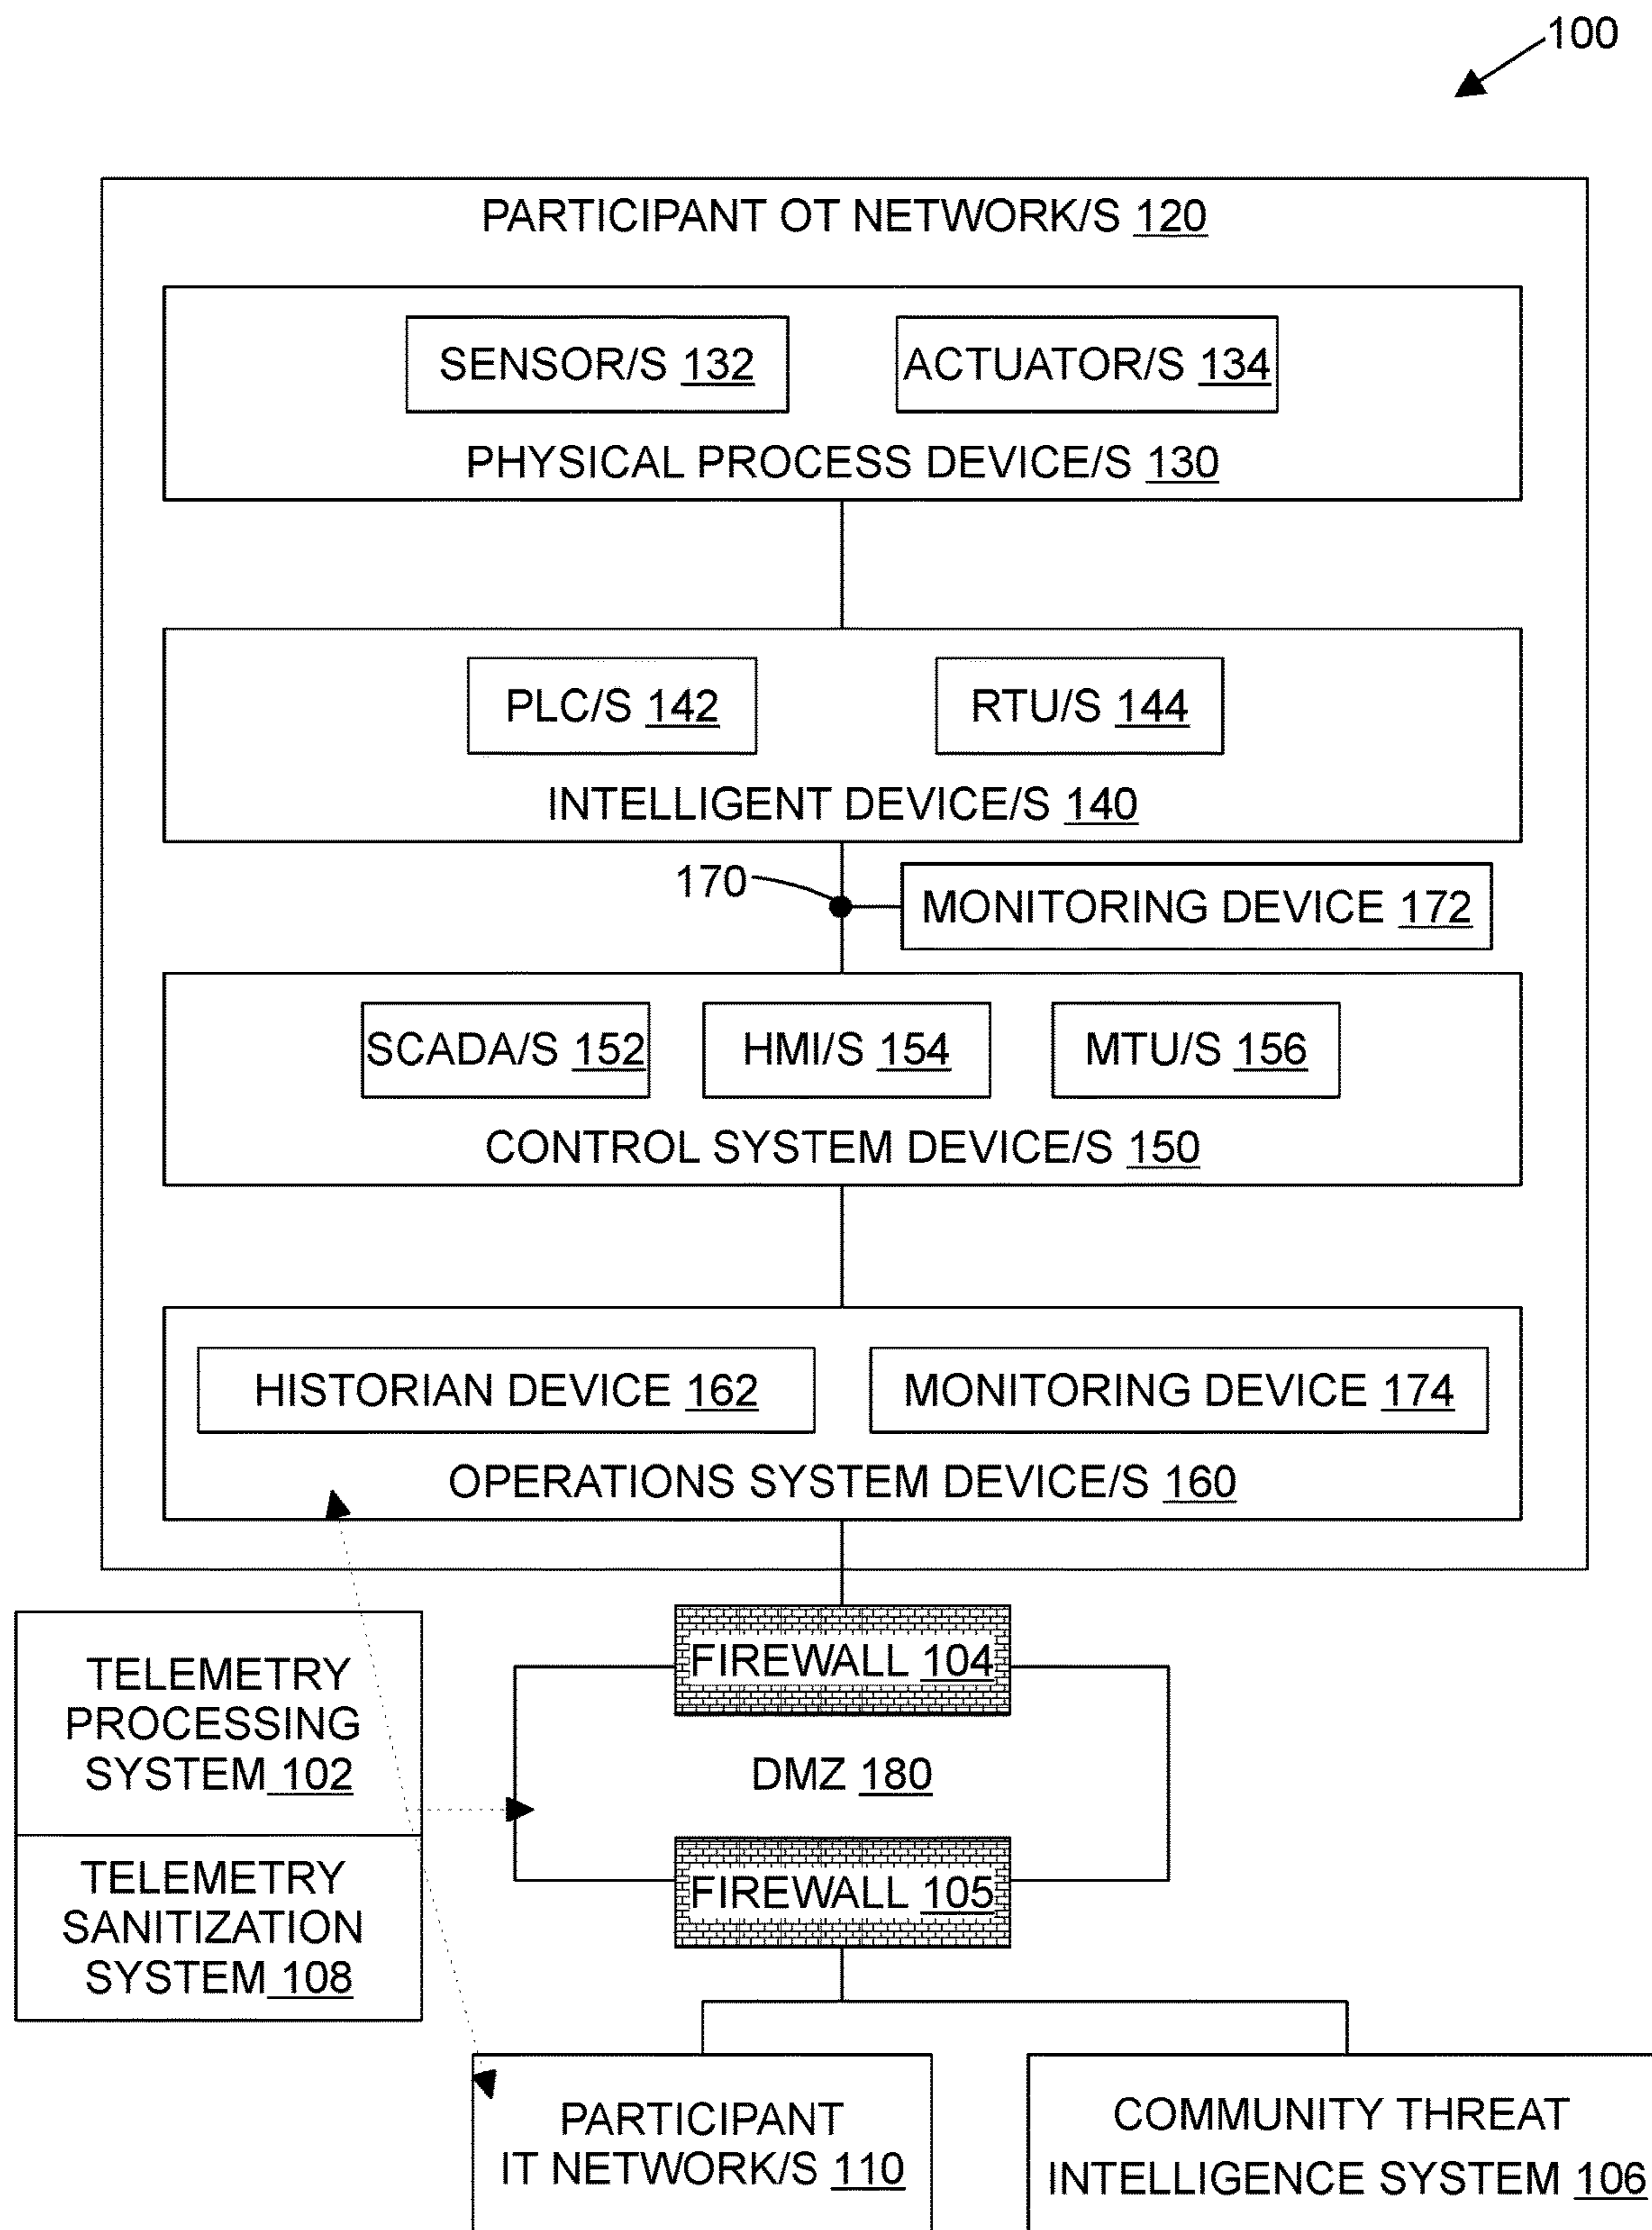 100
PARTICIPANT OT NETWORK/S 120
SENSOR/S 132
ACTUATOR/S 134
PHYSICAL PROCESS DEVICE/S 130
PLC/S 142
RTU/S 144
INTELLIGENT DEVICE/S 140
170
MONITORING DEVICE 172
SCADA/S 152
HMI/S 154
MTU/S 156
CONTROL SYSTEM DEVICE/S 150
HISTORIAN DEVICE 162
MONITORING DEVICE 174
OPERATIONS SYSTEM DEVICE/S 160
TELEMETRY
PROCESSING
SYSTEM 102
TELEMETRY
SANITIZATION
SYSTEM 108
FIREWALL 104
DMZ 180
FIREWALL 105
PARTICIPANT
IT NETWORK/S 110
COMMUNITY THREAT
INTELLIGENCE SYSTEM 106